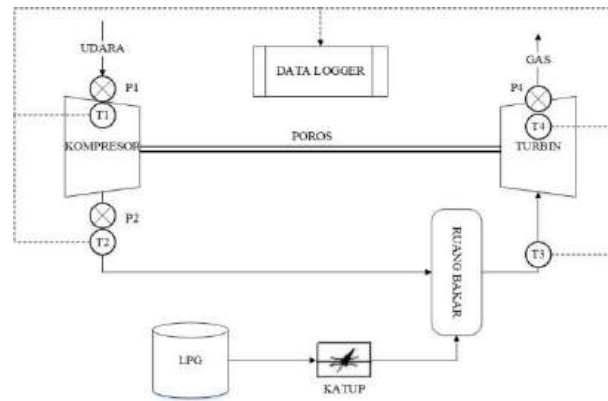 UDARA
P1
T1
KOMPRESOR
P2
T2
DATA LOGGER
POROS
GAS
P4
T4
TURBIN
T3
RUANG BAKAR
LPG
KATUP